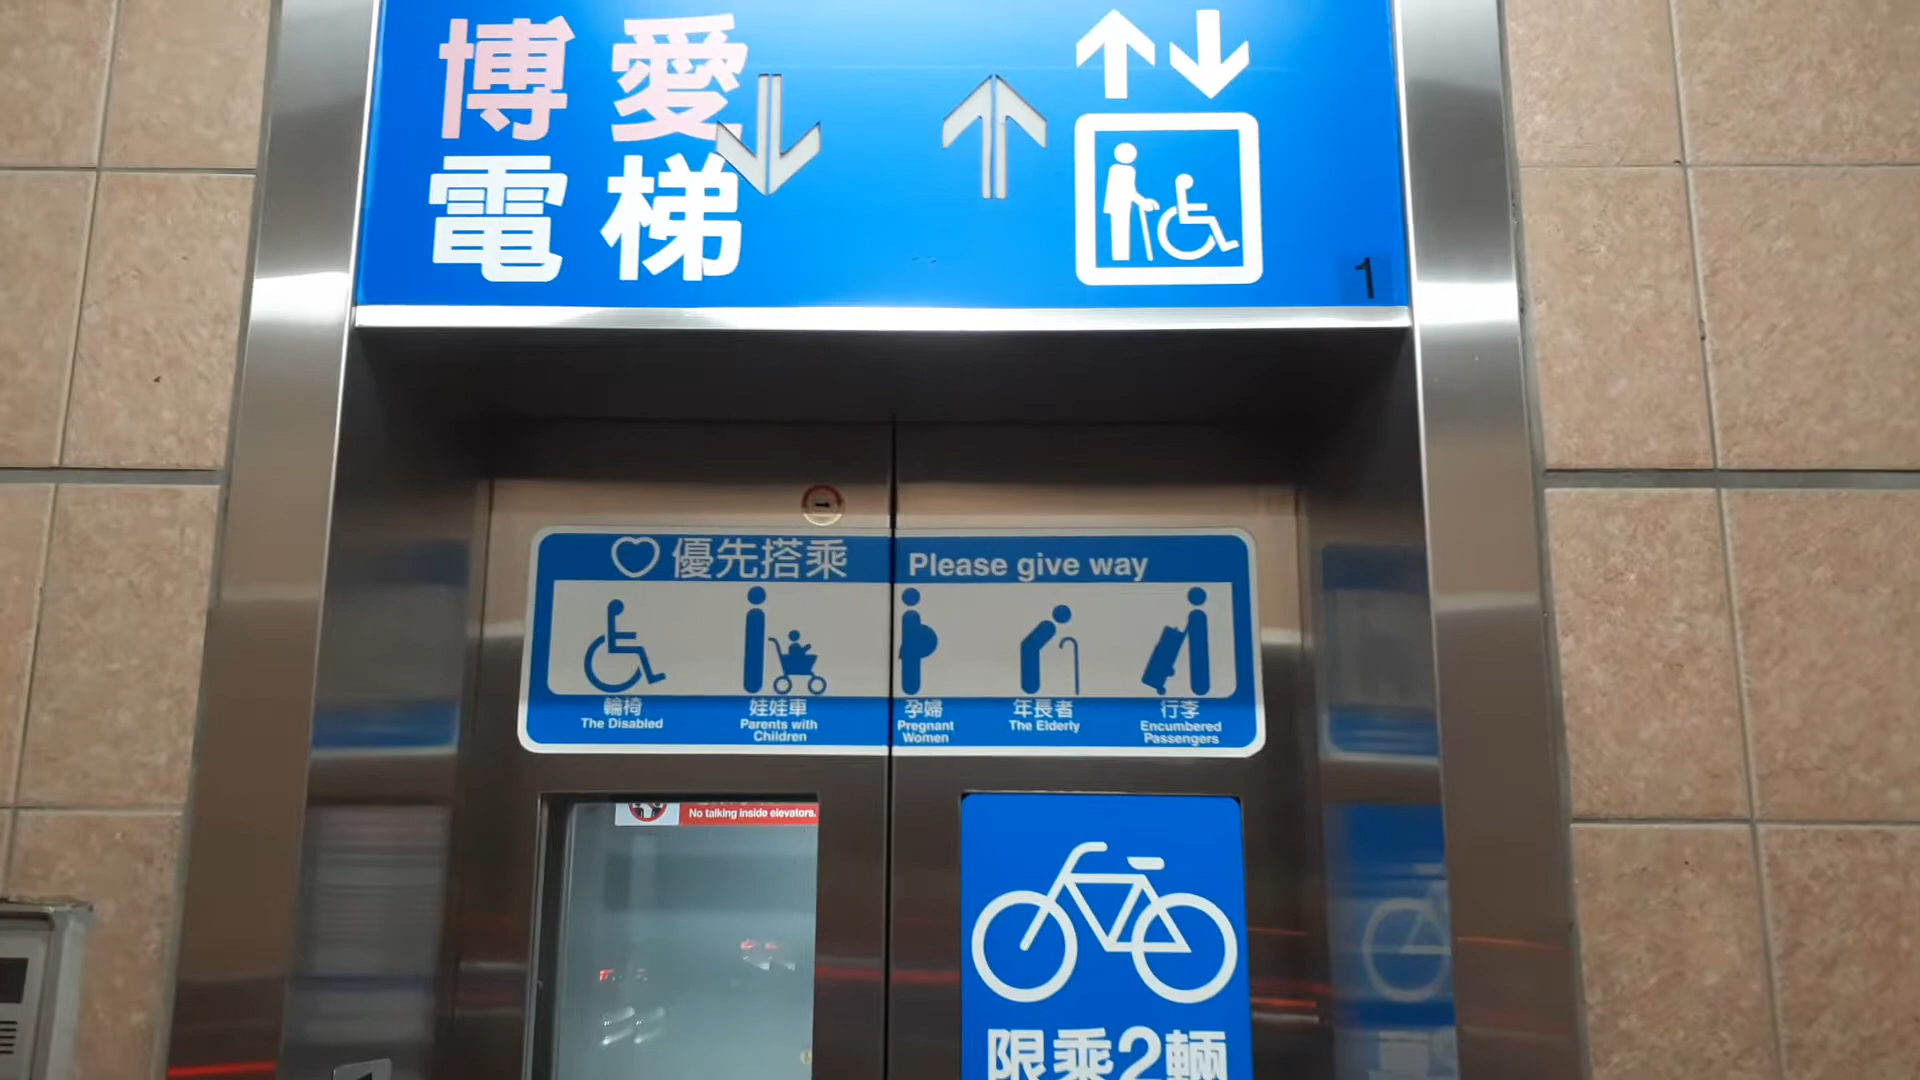 博愛
電梯
1
優先搭乘 Please give way
輪椅
The Disabled
娃娃車
Parents with
Children
孕婦
Pregnant
Women
年長者
The Elderly
行李
Encumbered
Passengers
No talking inside elevators.
限乘2輛